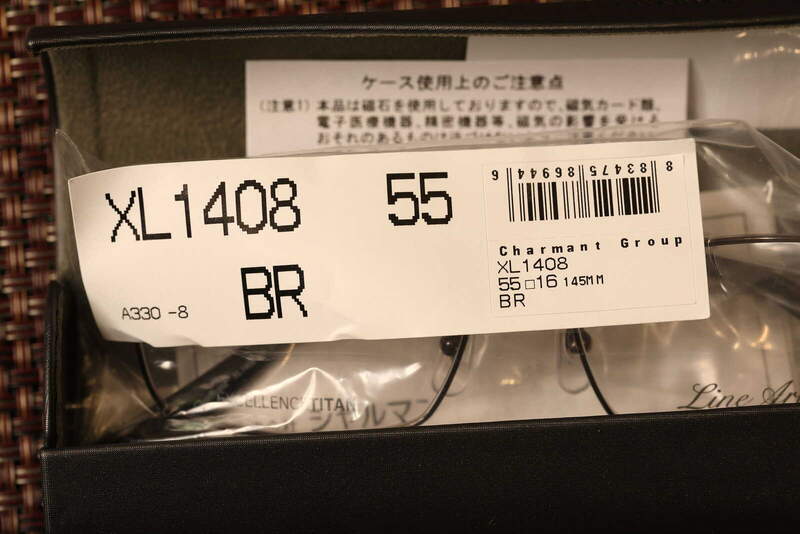 ケース使用上のご注意点
(注意1) 本品は磁石を使用しておりますので、磁気カード類、
電子医療機器、精密機器等、磁気の影響を受ける
おそれのあるもの
XL1408 55
BR
A330 -8
8 83475 86944 6
Charmant Group
XL1408
55□16 145MM
BR
TITAN
シャルマン
Line Ar